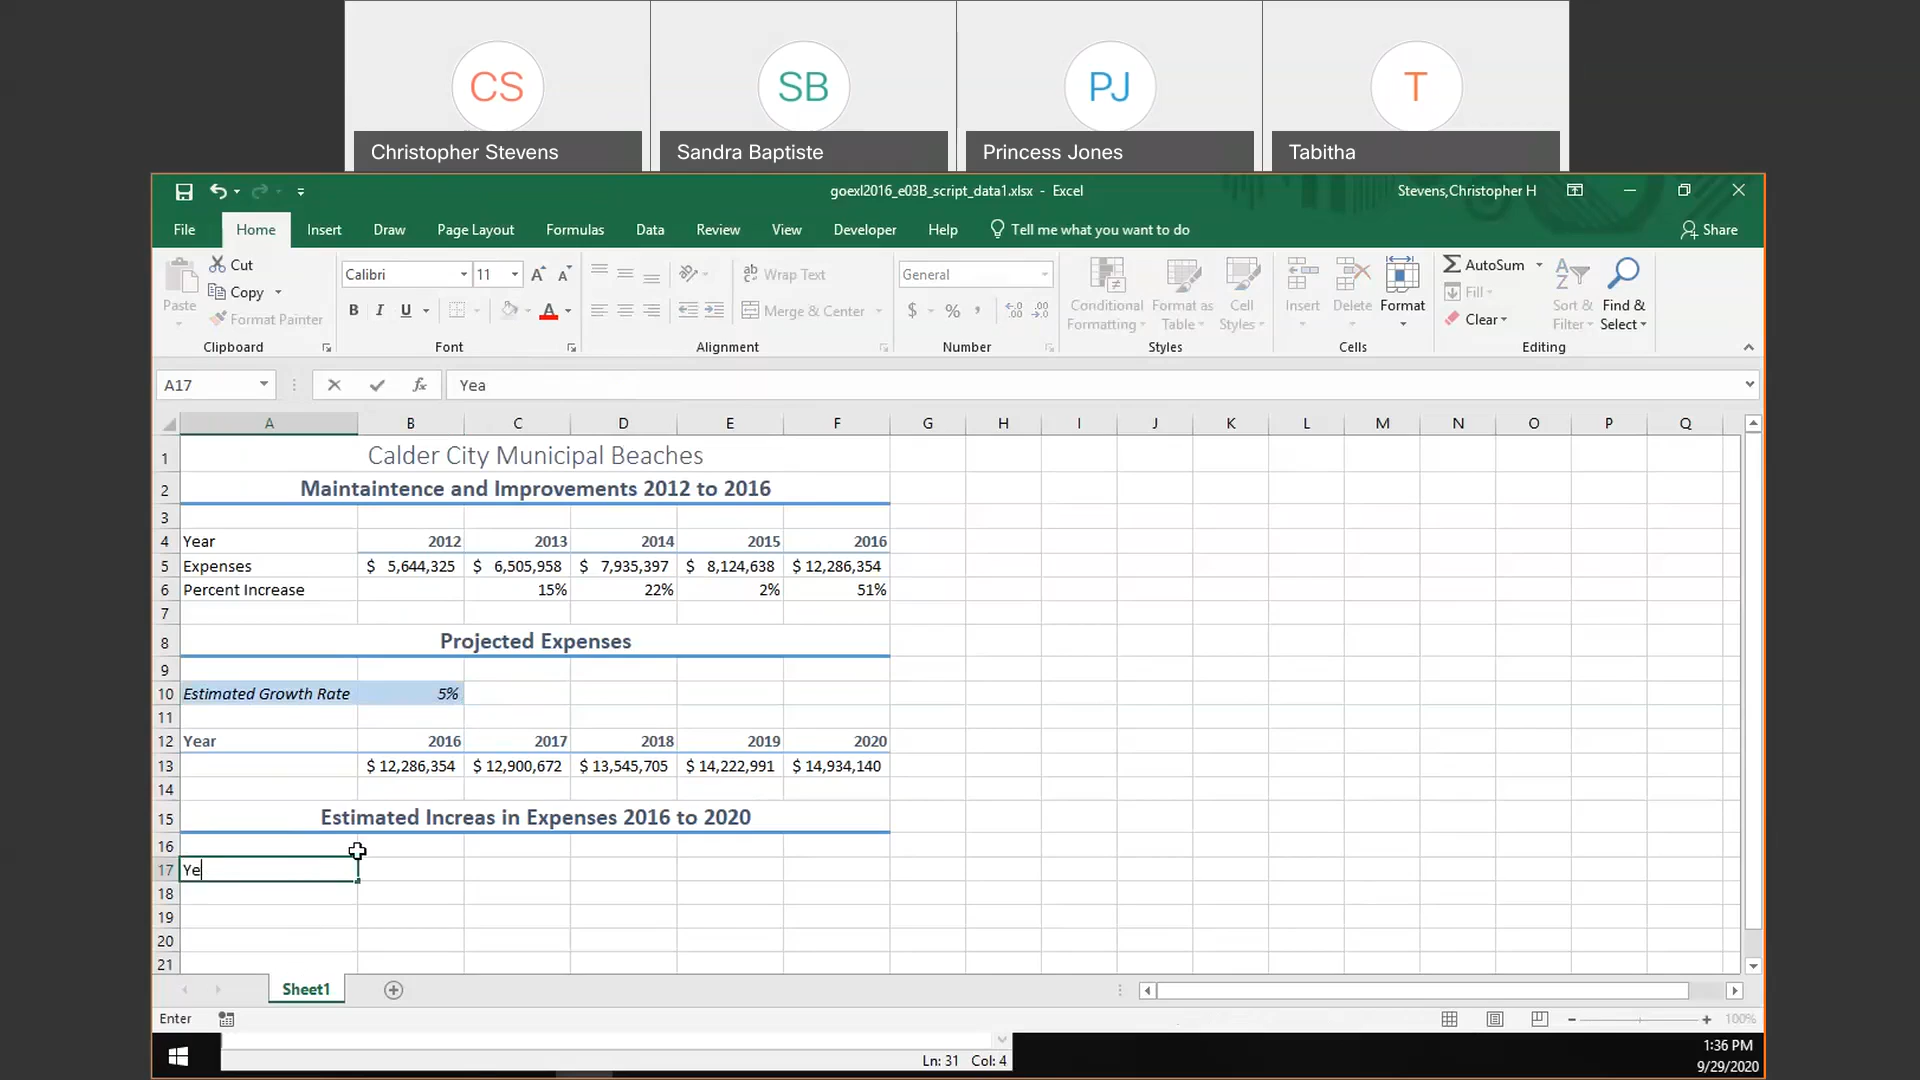 CS SB PJ T
Christopher Stevens Sandra Baptiste Princess Jones Tabitha
goexl2016_e03B_script_data1.xlsx - Excel Stevens,Christopher H
File Home Insert Draw Page Layout Formulas Data Review View Developer Help Tell me what you want to do Share
Cut Calibri 11 Wrap Text General AutoSum
Copy
Paste Format Painter B I U A Merge & Center $ % , Conditional Formatting Format as Table Cell Styles Insert Delete Format Fill Clear Sort & Filter Find & Select
Clipboard Font Alignment Number Styles Cells Editing
A17 fx Yea
A B C D E F G H I J K L M N O P Q
1 Calder City Municipal Beaches
2 Maintaintence and Improvements 2012 to 2016
3
4 Year 2012 2013 2014 2015 2016
5 Expenses $ 5,644,325 $ 6,505,958 $ 7,935,397 $ 8,124,638 $ 12,286,354
6 Percent Increase 15% 22% 2% 51%
7
8 Projected Expenses
9
10 Estimated Growth Rate 5%
11
12 Year 2016 2017 2018 2019 2020
13 $ 12,286,354 $ 12,900,672 $ 13,545,705 $ 14,222,991 $ 14,934,140
14
15 Estimated Increas in Expenses 2016 to 2020
16
17 Ye
18
19
20
21
Sheet1
Enter 100%
Ln: 31 Col: 4 1:36 PM
9/29/2020